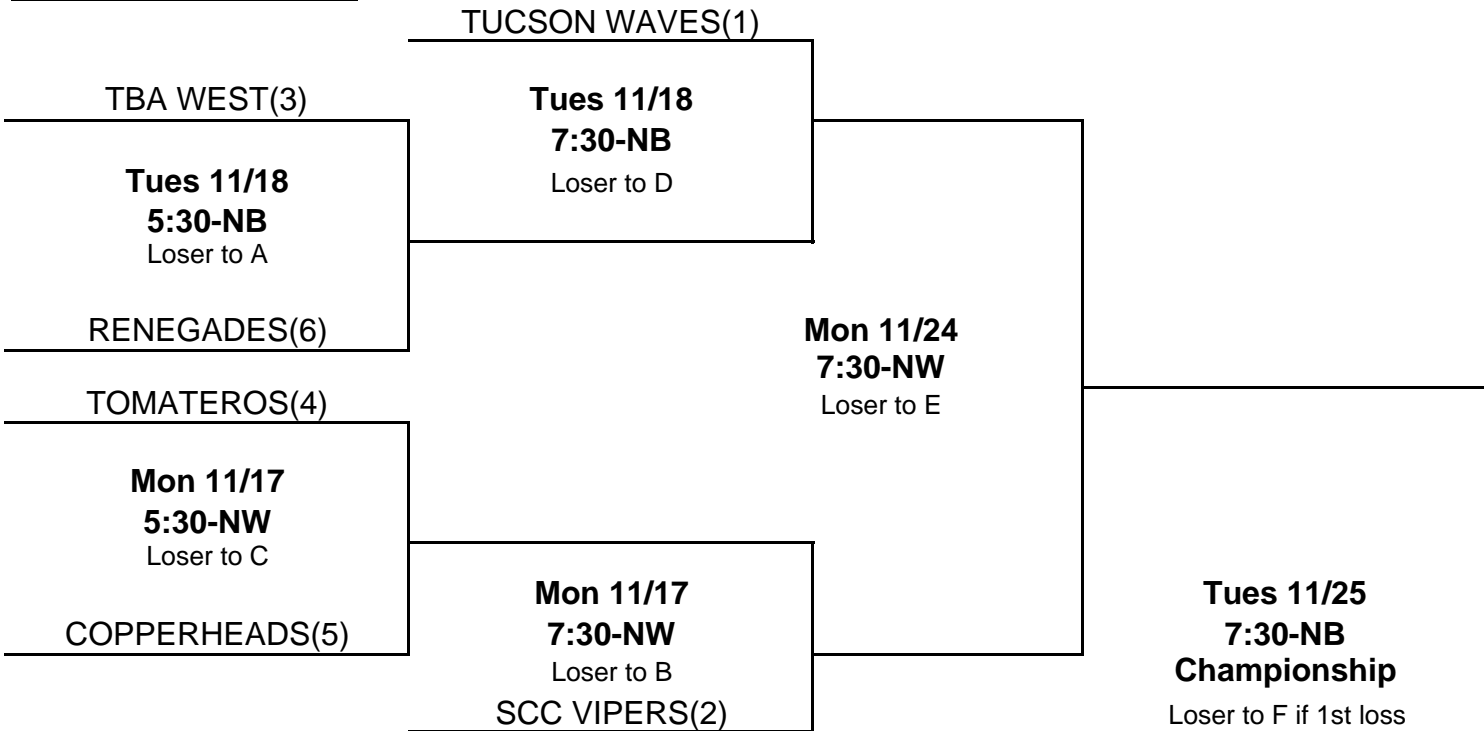 TUCSON WAVES(1)
TBA WEST(3)
Tues 11/18
7:30-NB
Loser to D
Tues 11/18
5:30-NB
Loser to A
RENEGADES(6)
Mon 11/24
7:30-NW
Loser to E
TOMATEROS(4)
Mon 11/17
5:30-NW
Loser to C
COPPERHEADS(5)
Mon 11/17
7:30-NW
Loser to B
SCC VIPERS(2)
Tues 11/25
7:30-NB
Championship
Loser to F if 1st loss